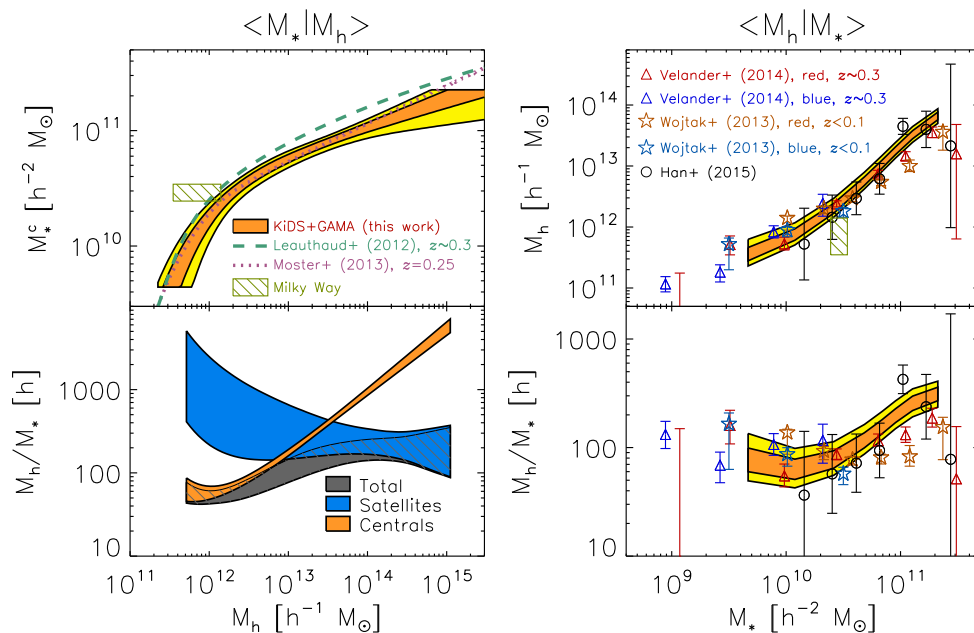 <M*|Mh>
<Mh|M*>
M*^c [h^-2 M⊙]
10^11
10^10
KiDS+GAMA (this work)
Leauthaud+ (2012), z~0.3
Moster+ (2013), z=0.25
Milky Way
Mh [h^-1 M⊙]
10^14
10^13
10^12
10^11
Velander+ (2014), red, z~0.3
Velander+ (2014), blue, z~0.3
Wojtak+ (2013), red, z<0.1
Wojtak+ (2013), blue, z<0.1
Han+ (2015)
Mh/M* [h]
1000
100
10
Total
Satellites
Centrals
10^11 10^12 10^13 10^14 10^15
Mh [h^-1 M⊙]
Mh/M* [h]
1000
100
10
10^9 10^10 10^11
M* [h^-2 M⊙]